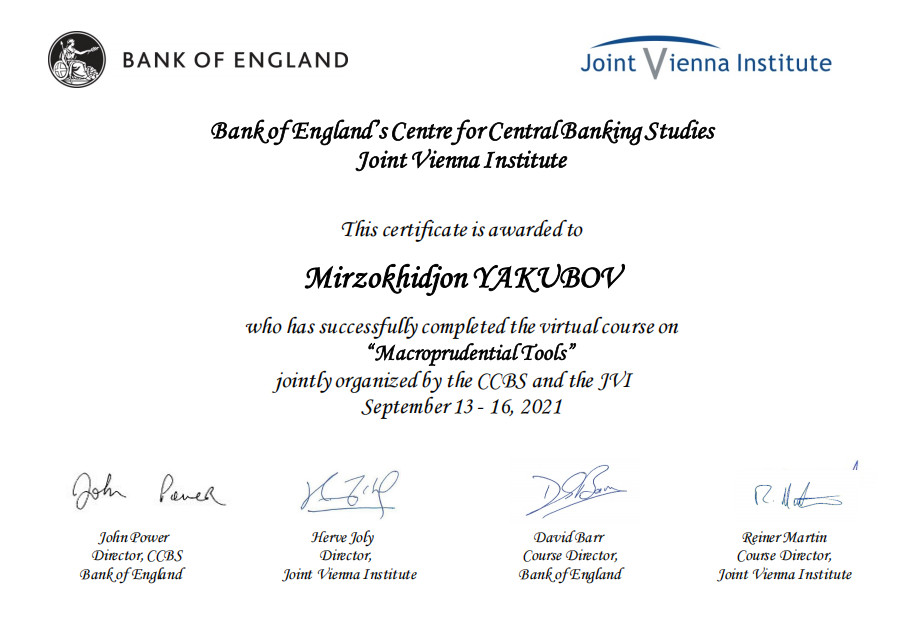 BANK OF ENGLAND
Joint Vienna Institute
Bank of England's Centre for Central Banking Studies
Joint Vienna Institute
This certificate is awarded to
Mirzokhidjon YAKUBOV
who has successfully completed the virtual course on
“Macroprudential Tools”
jointly organized by the CCBS and the JVI
September 13 - 16, 2021
John Power
John Power
Director, CCBS
Bank of England
Herve Joly
Director,
Joint Vienna Institute
David Barr
Course Director,
Bank of England
Reiner Martin
Course Director,
Joint Vienna Institute